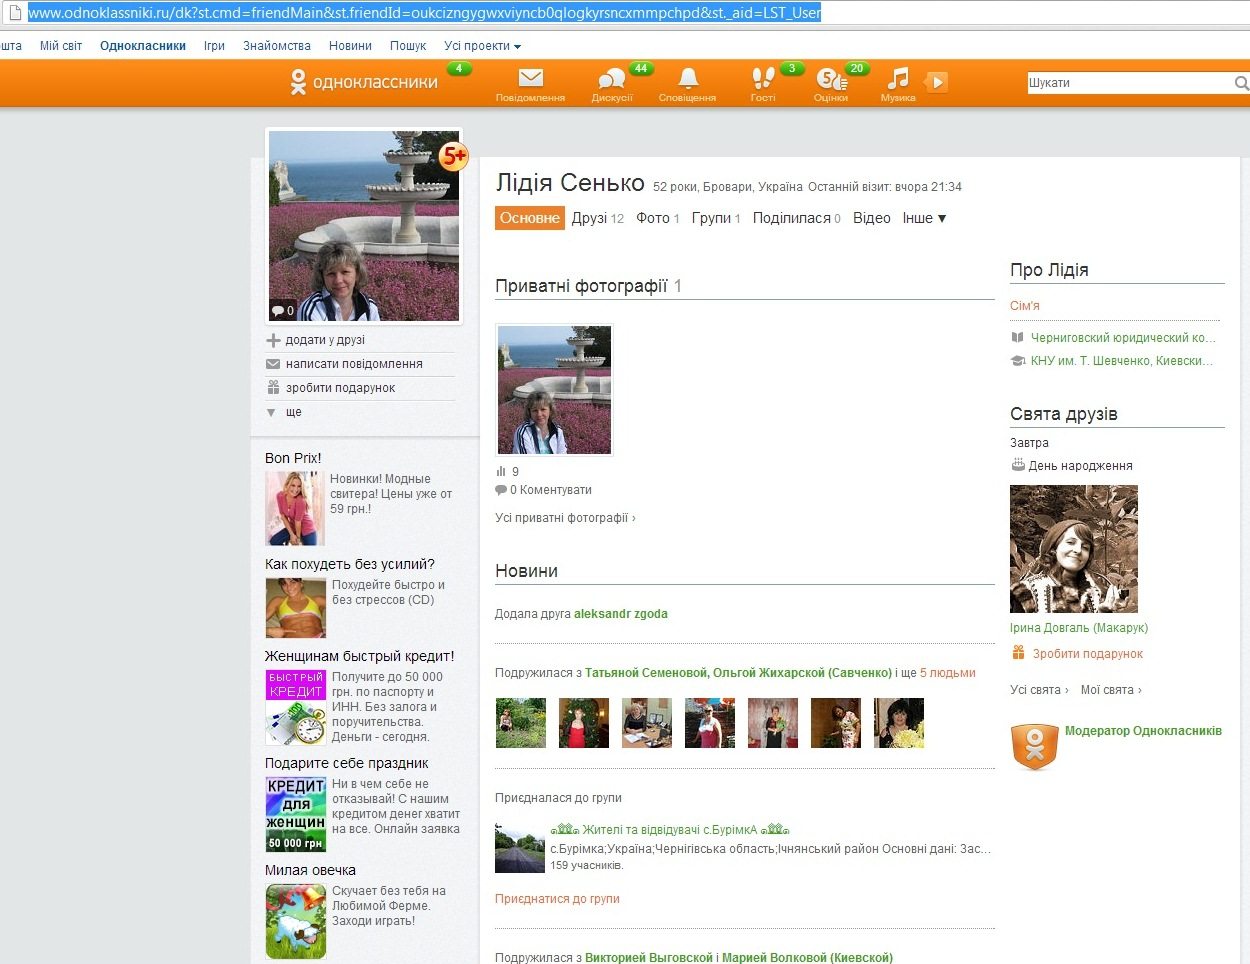 www.odnoklassniki.ru/dk?st.cmd=friendMain&st.friendId=oukcizngygwxviyncb0qlogkyrsncxmmpchpd&st._aid=LST_User
ошта Мій світ Однокласники Ігри Знайомства Новини Пошук Усі проекти
одноклассники 4
44 3 20
Повідомлення Дискусії Сповіщення Гості Оцінки Музика
Шукати
5+
0
додати у друзі
написати повідомлення
зробити подарунок
ще
Bon Prix!
Новинки! Модные
свитера! Цены уже от
59 грн.!
Как похудеть без усилий?
Похудейте быстро и
без стрессов (CD)
Женщинам быстрый кредит!
БЫСТРЫЙ
КРЕДИТ
Получите до 50 000
грн. по паспорту и
ИНН. Без залога и
поручительства.
Деньги - сегодня.
Подарите себе праздник
КРЕДИТ
для
женщин
50 000 грн
Ни в чем себе не
отказывай! С нашим
кредитом денег хватит
на все. Онлайн заявка
Милая овечка
Скучает без тебя на
Любимой Ферме.
Заходи играть!
Лідія Сенько 52 роки, Бровари, Україна Останній візит: вчора 21:34
Основне Друзі 12 Фото 1 Групи 1 Поділилася 0 Відео Інше ▼
Приватні фотографії 1
9
0 Коментувати
Усі приватні фотографії ›
Новини
Додала друга aleksandr zgoda
Подружилася з Татьяной Семеновой, Ольгой Жихарской (Савченко) і ще 5 людьми
Приєдналася до групи
Жителі та відвідувачі с.БурімкА
с.Бурімка;Україна;Чернігівська область;Ічнянський район Основні дані: Зас...
159 учасників.
Приєднатися до групи
Подружилася з Викторией Выговской і Марией Волковой (Киевской)
Про Лідія
Сім'я
Черниговский юридический ко...
КНУ им. Т. Шевченко, Киевски...
Свята друзів
Завтра
День народження
Ірина Довгаль (Макарук)
Зробити подарунок
Усі свята › Мої свята ›
Модератор Однокласників